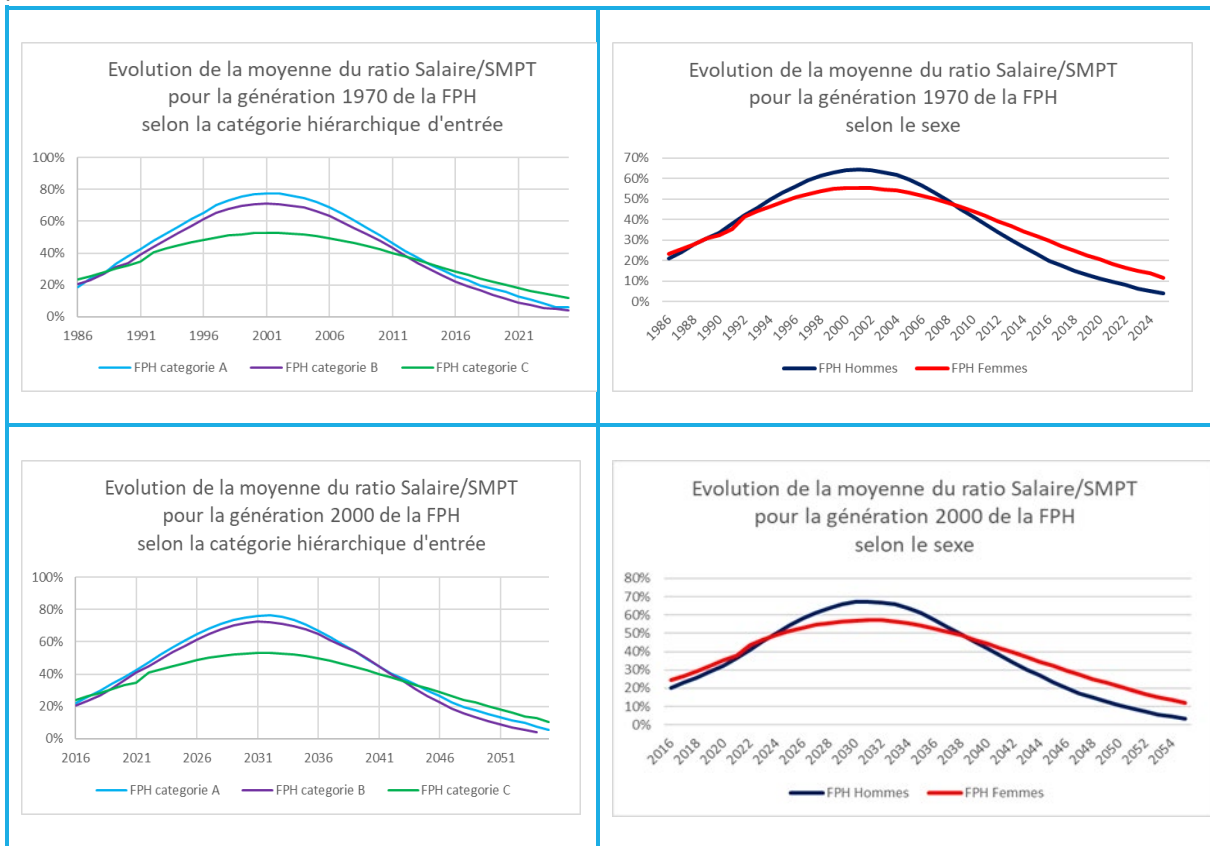 Evolution de la moyenne du ratio Salaire/SMPT
pour la génération 1970 de la FPH
selon la catégorie hiérarchique d'entrée
100%
80%
60%
40%
20%
0%
1986 1991 1996 2001 2006 2011 2016 2021
FPH categorie A FPH categorie B FPH categorie C
Evolution de la moyenne du ratio Salaire/SMPT
pour la génération 1970 de la FPH
selon le sexe
70%
60%
50%
40%
30%
20%
10%
0%
1986 1988 1990 1992 1994 1996 1998 2000 2002 2004 2006 2008 2010 2012 2014 2016 2018 2020 2022 2024
FPH Hommes FPH Femmes
Evolution de la moyenne du ratio Salaire/SMPT
pour la génération 2000 de la FPH
selon la catégorie hiérarchique d'entrée
100%
80%
60%
40%
20%
0%
2016 2021 2026 2031 2036 2041 2046 2051
FPH categorie A FPH categorie B FPH categorie C
Evolution de la moyenne du ratio Salaire/SMPT
pour la génération 2000 de la FPH
selon le sexe
80%
70%
60%
50%
40%
30%
20%
10%
0%
2016 2018 2020 2022 2024 2026 2028 2030 2032 2034 2036 2038 2040 2042 2044 2046 2048 2050 2052 2054
FPH Hommes FPH Femmes